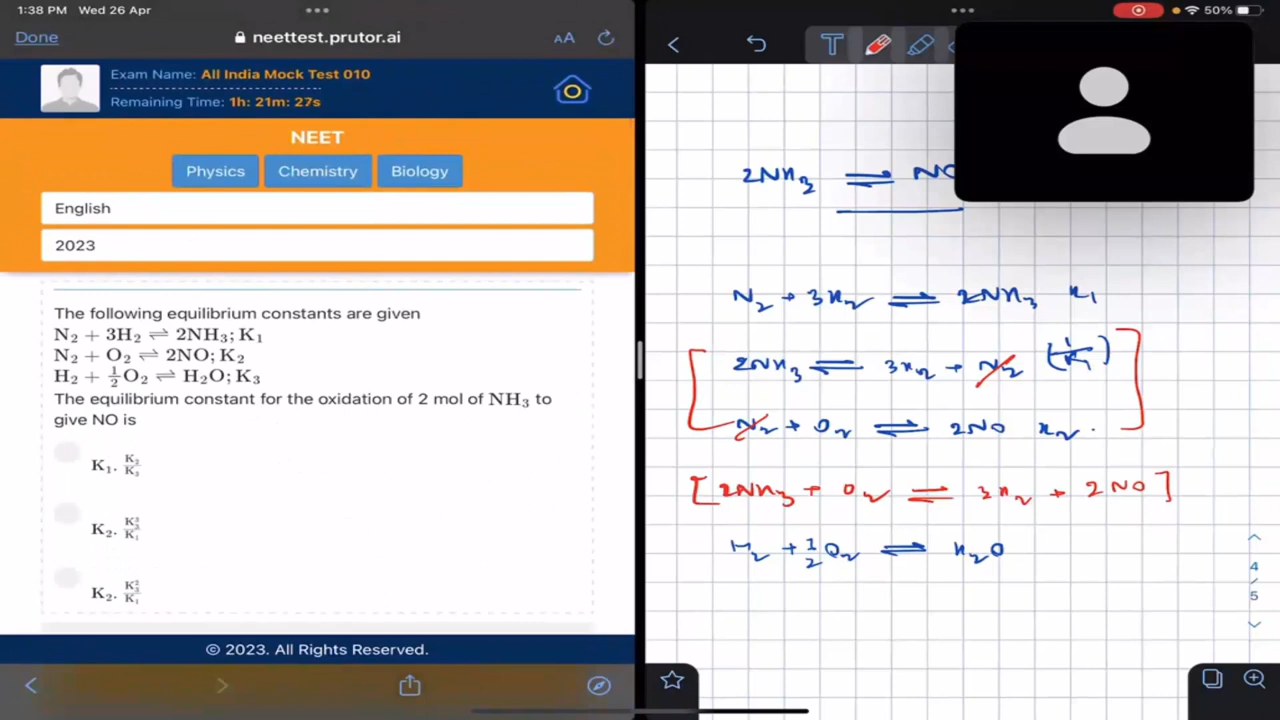 1:38 PM Wed 26 Apr
50%
Done
neettest.prutor.ai
AA
T
Exam Name: All India Mock Test 010
Remaining Time: 1h: 21m: 27s
NEET
Physics
Chemistry
Biology
English
2023
The following equilibrium constants are given
N₂ + 3H₂ ⇌ 2NH₃; K₁
N₂ + O₂ ⇌ 2NO; K₂
H₂ + 1/2 O₂ ⇌ H₂O; K₃
The equilibrium constant for the oxidation of 2 mol of NH₃ to
give NO is
K₁. K₂/K₃
K₂. K₃³/K₁
© 2023. All Rights Reserved.
2NH₃ ⇌ NO
N₂ + 3H₂ ⇌ 2NH₃ K₁
2NH₃ ⇌ 3H₂ + N₂ (1/K₁)
N₂ + O₂ ⇌ 2NO K₂.
[2NH₃ + O₂ ⇌ 3H₂ + 2NO]
H₂ + 1/2 O₂ ⇌ H₂O
4
5